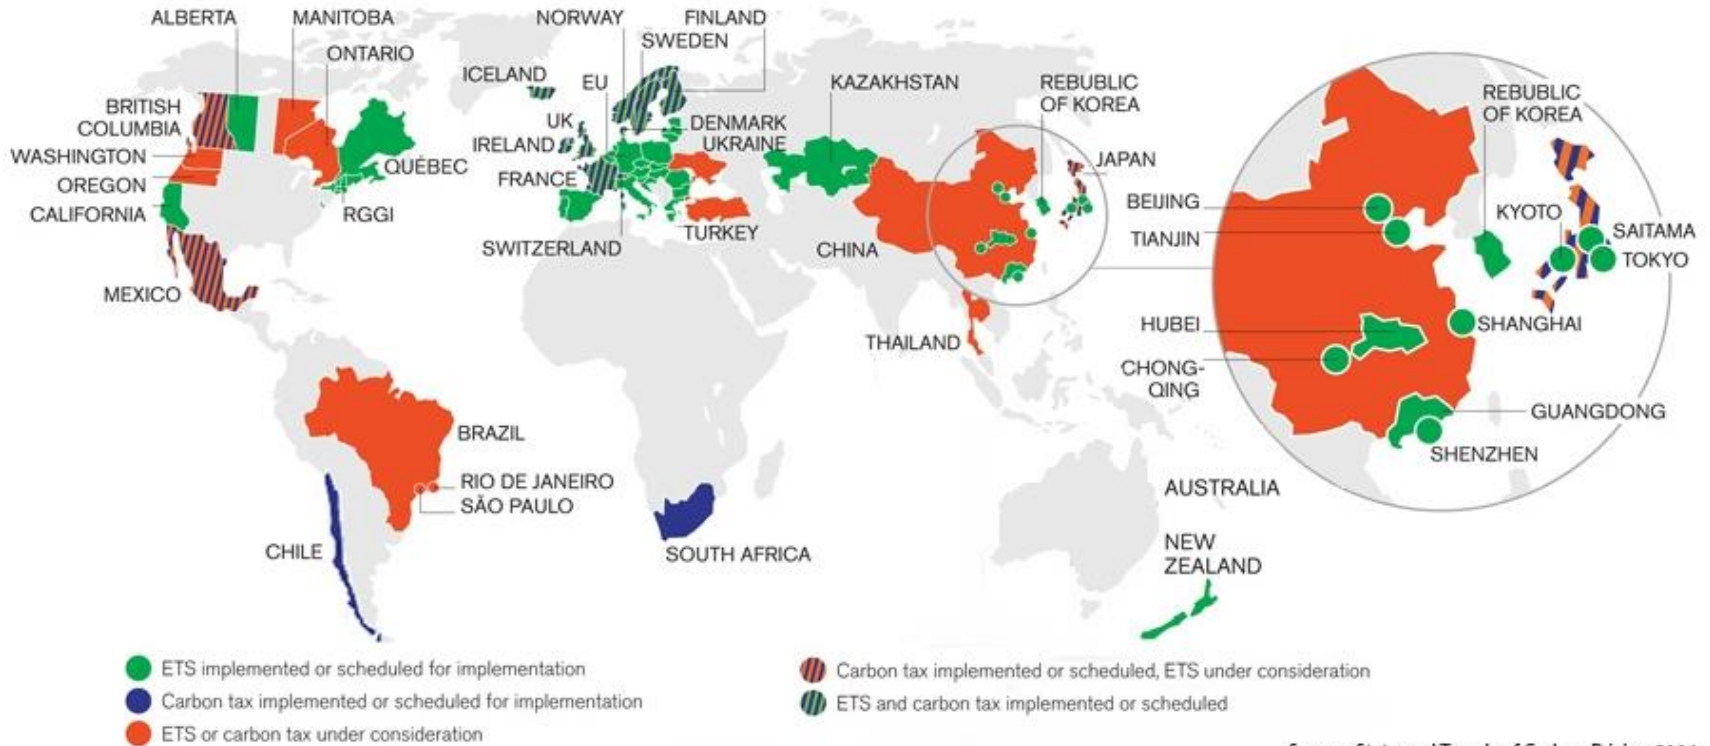 ALBERTA
MANITOBA
ONTARIO
BRITISH
COLUMBIA
WASHINGTON
OREGON
CALIFORNIA
QUÉBEC
RGGI
MEXICO
NORWAY
FINLAND
SWEDEN
ICELAND
EU
UK
IRELAND
FRANCE
DENMARK
UKRAINE
SWITZERLAND
TURKEY
KAZAKHSTAN
REBUBLIC
OF KOREA
JAPAN
CHINA
THAILAND
BRAZIL
RIO DE JANEIRO
SÃO PAULO
CHILE
SOUTH AFRICA
AUSTRALIA
NEW
ZEALAND
REBUBLIC
OF KOREA
BEIJING
TIANJIN
KYOTO
SAITAMA
TOKYO
HUBEI
SHANGHAI
CHONG-
QING
GUANGDONG
SHENZHEN
ETS implemented or scheduled for implementation
Carbon tax implemented or scheduled for implementation
ETS or carbon tax under consideration
Carbon tax implemented or scheduled, ETS under consideration
ETS and carbon tax implemented or scheduled